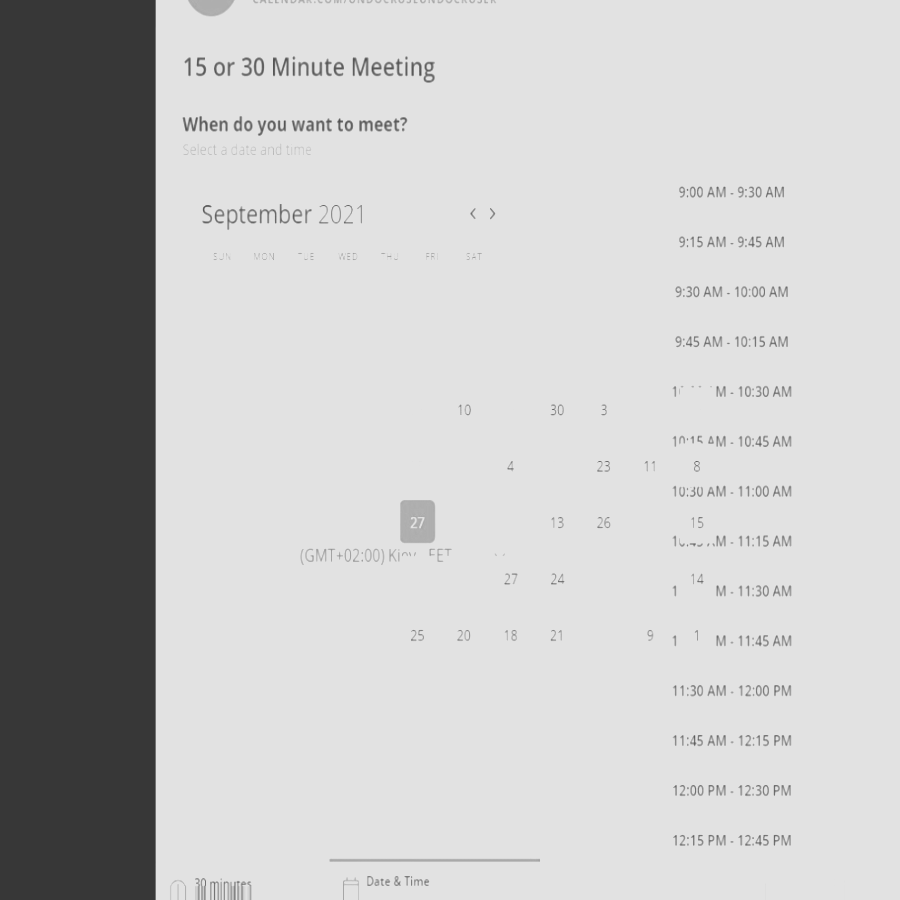 15 or 30 Minute Meeting
When do you want to meet?
Select a date and time
September 2021 < >
SUN MON TUE WED THU FRI SAT
10 30 3
4 23 11 8
27 13 26 15
(GMT+02:00)
27 24 14
25 20 18 21 9 1
9:00 AM - 9:30 AM
9:15 AM - 9:45 AM
9:30 AM - 10:00 AM
9:45 AM - 10:15 AM
- 10:30 AM
10:15 AM - 10:45 AM
10:30 AM - 11:00 AM
- 11:15 AM
- 11:30 AM
- 11:45 AM
11:30 AM - 12:00 PM
11:45 AM - 12:15 PM
12:00 PM - 12:30 PM
12:15 PM - 12:45 PM
30 minutes
Date & Time